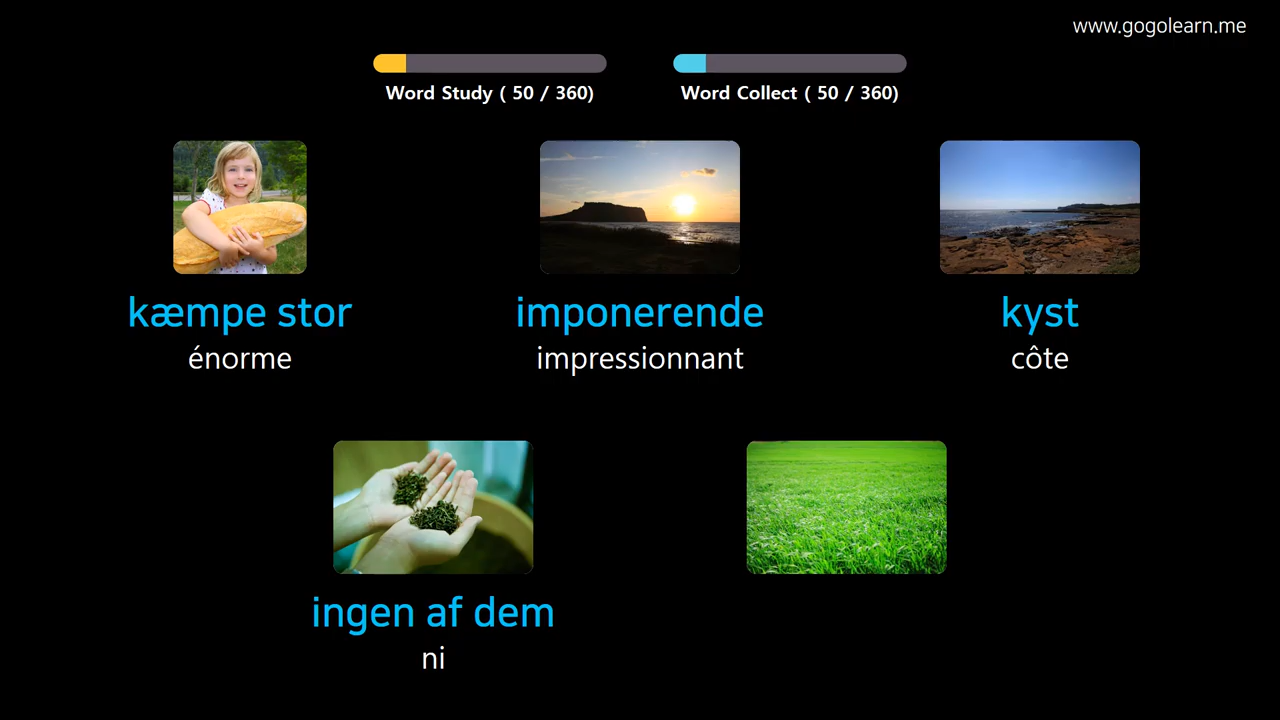 www.gogolearn.me
Word Study ( 50 / 360)
Word Collect ( 50 / 360)
kæmpe stor
énorme
imponerende
impressionnant
kyst
côte
ingen af dem
ni